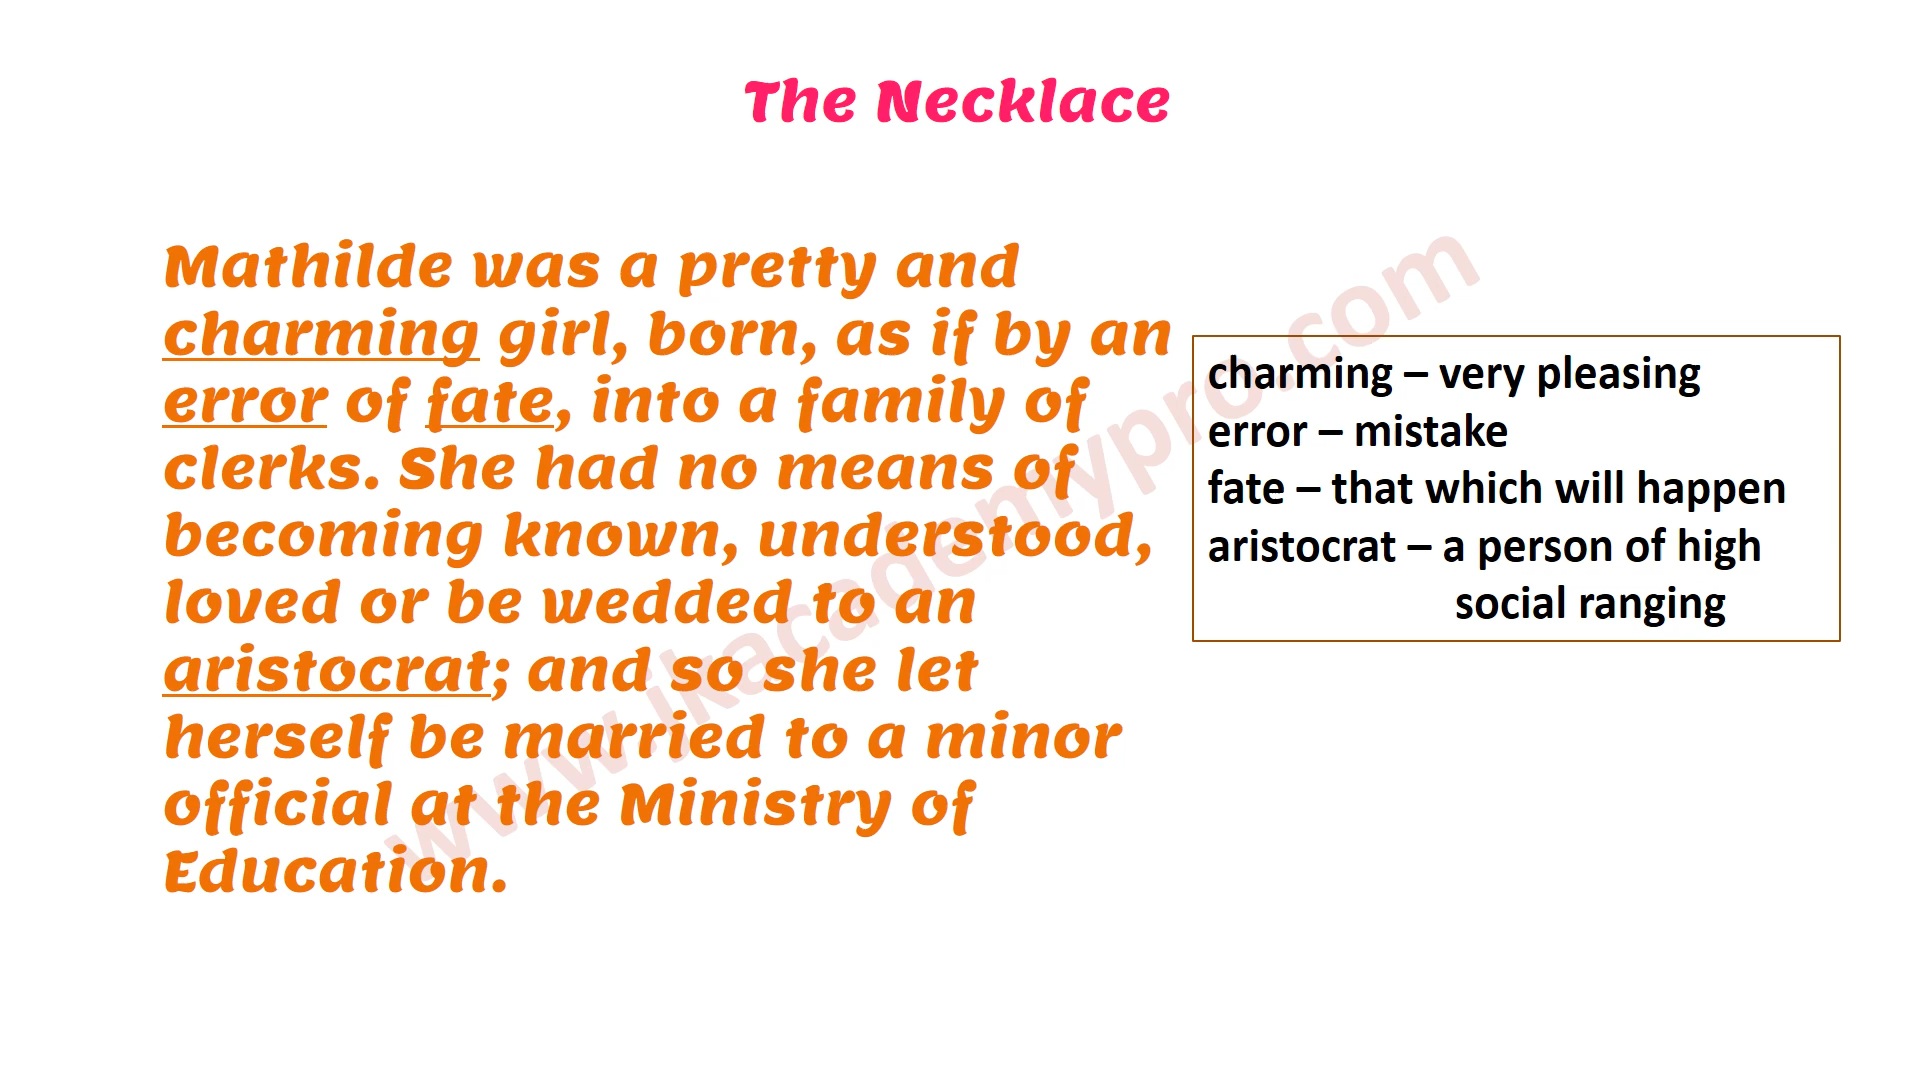 The Necklace
Mathilde was a pretty and
charming girl, born, as if by an
error of fate, into a family of
clerks. She had no means of
becoming known, understood,
loved or be wedded to an
aristocrat; and so she let
herself be married to a minor
official at the Ministry of
Education.
charming – very pleasing
error – mistake
fate – that which will happen
aristocrat – a person of high
social ranging
www.jkacademypro.com